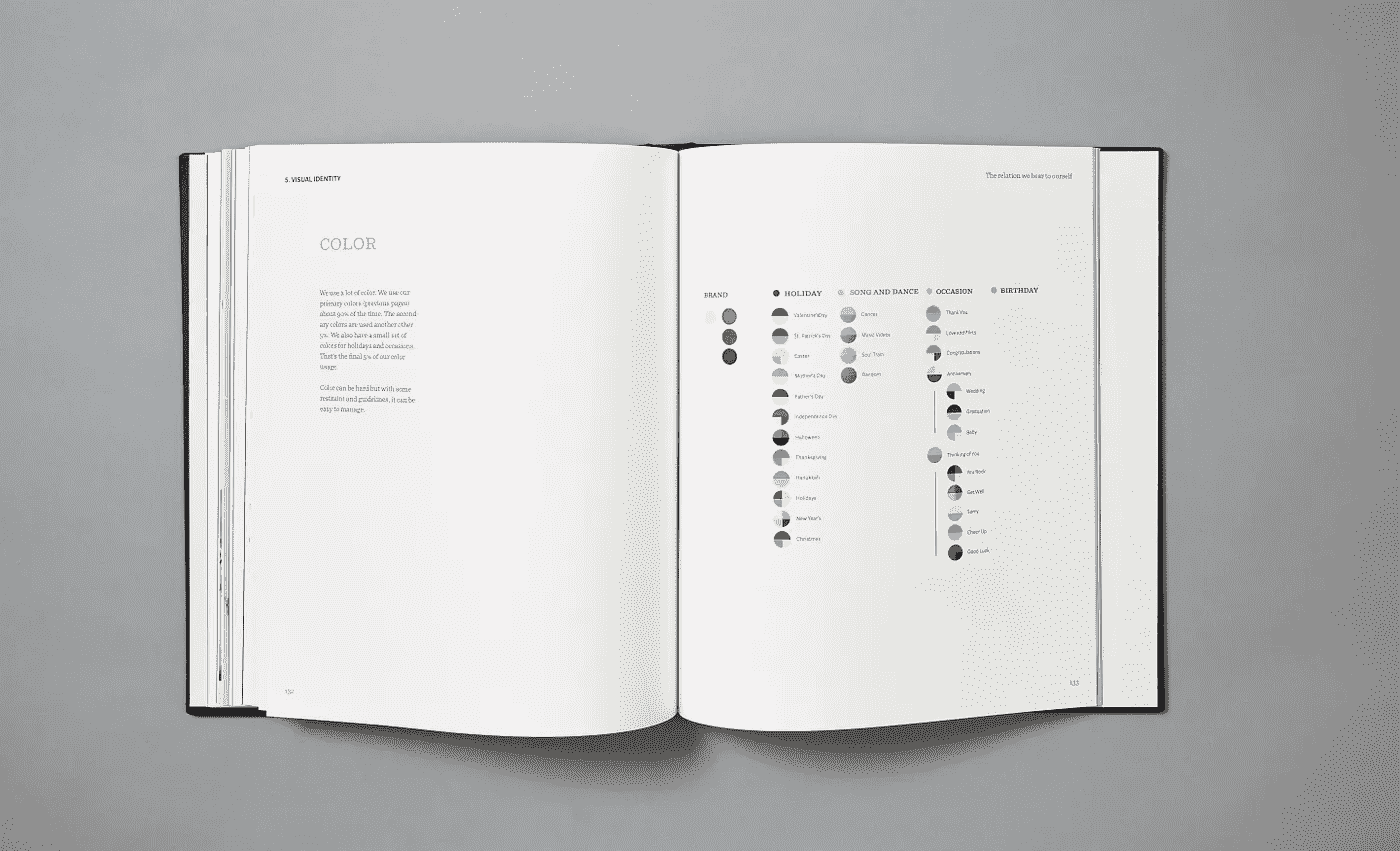 5. VISUAL IDENTITY
COLOR
We use a lot of color. We use our
primary colors (previous pages)
about 90% of the time. The second
ary colors are used another other
5%. We also have a small set of
colors for holidays and occasions.
That's the final 5% of our color
usage.
Color can be hard but with some
restraint and guidelines, it can be
easy to manage.
132
The relation we bear to ourself
BRAND
HOLIDAY
Valentine's Day
St. Patrick's Day
Easter
Mother's Day
Father's Day
Independence Day
Halloween
Thanksgiving
Hanukkah
Holidays
New Year's
Christmas
SONG AND DANCE
Dances
Music Videos
Soul Train
OCCASION
Thank You
Congratulations
Anniversary
Wedding
Graduation
Baby
Thinking of You
You Rock
Get Well
Sorry
Cheer Up
Good Luck
BIRTHDAY
133